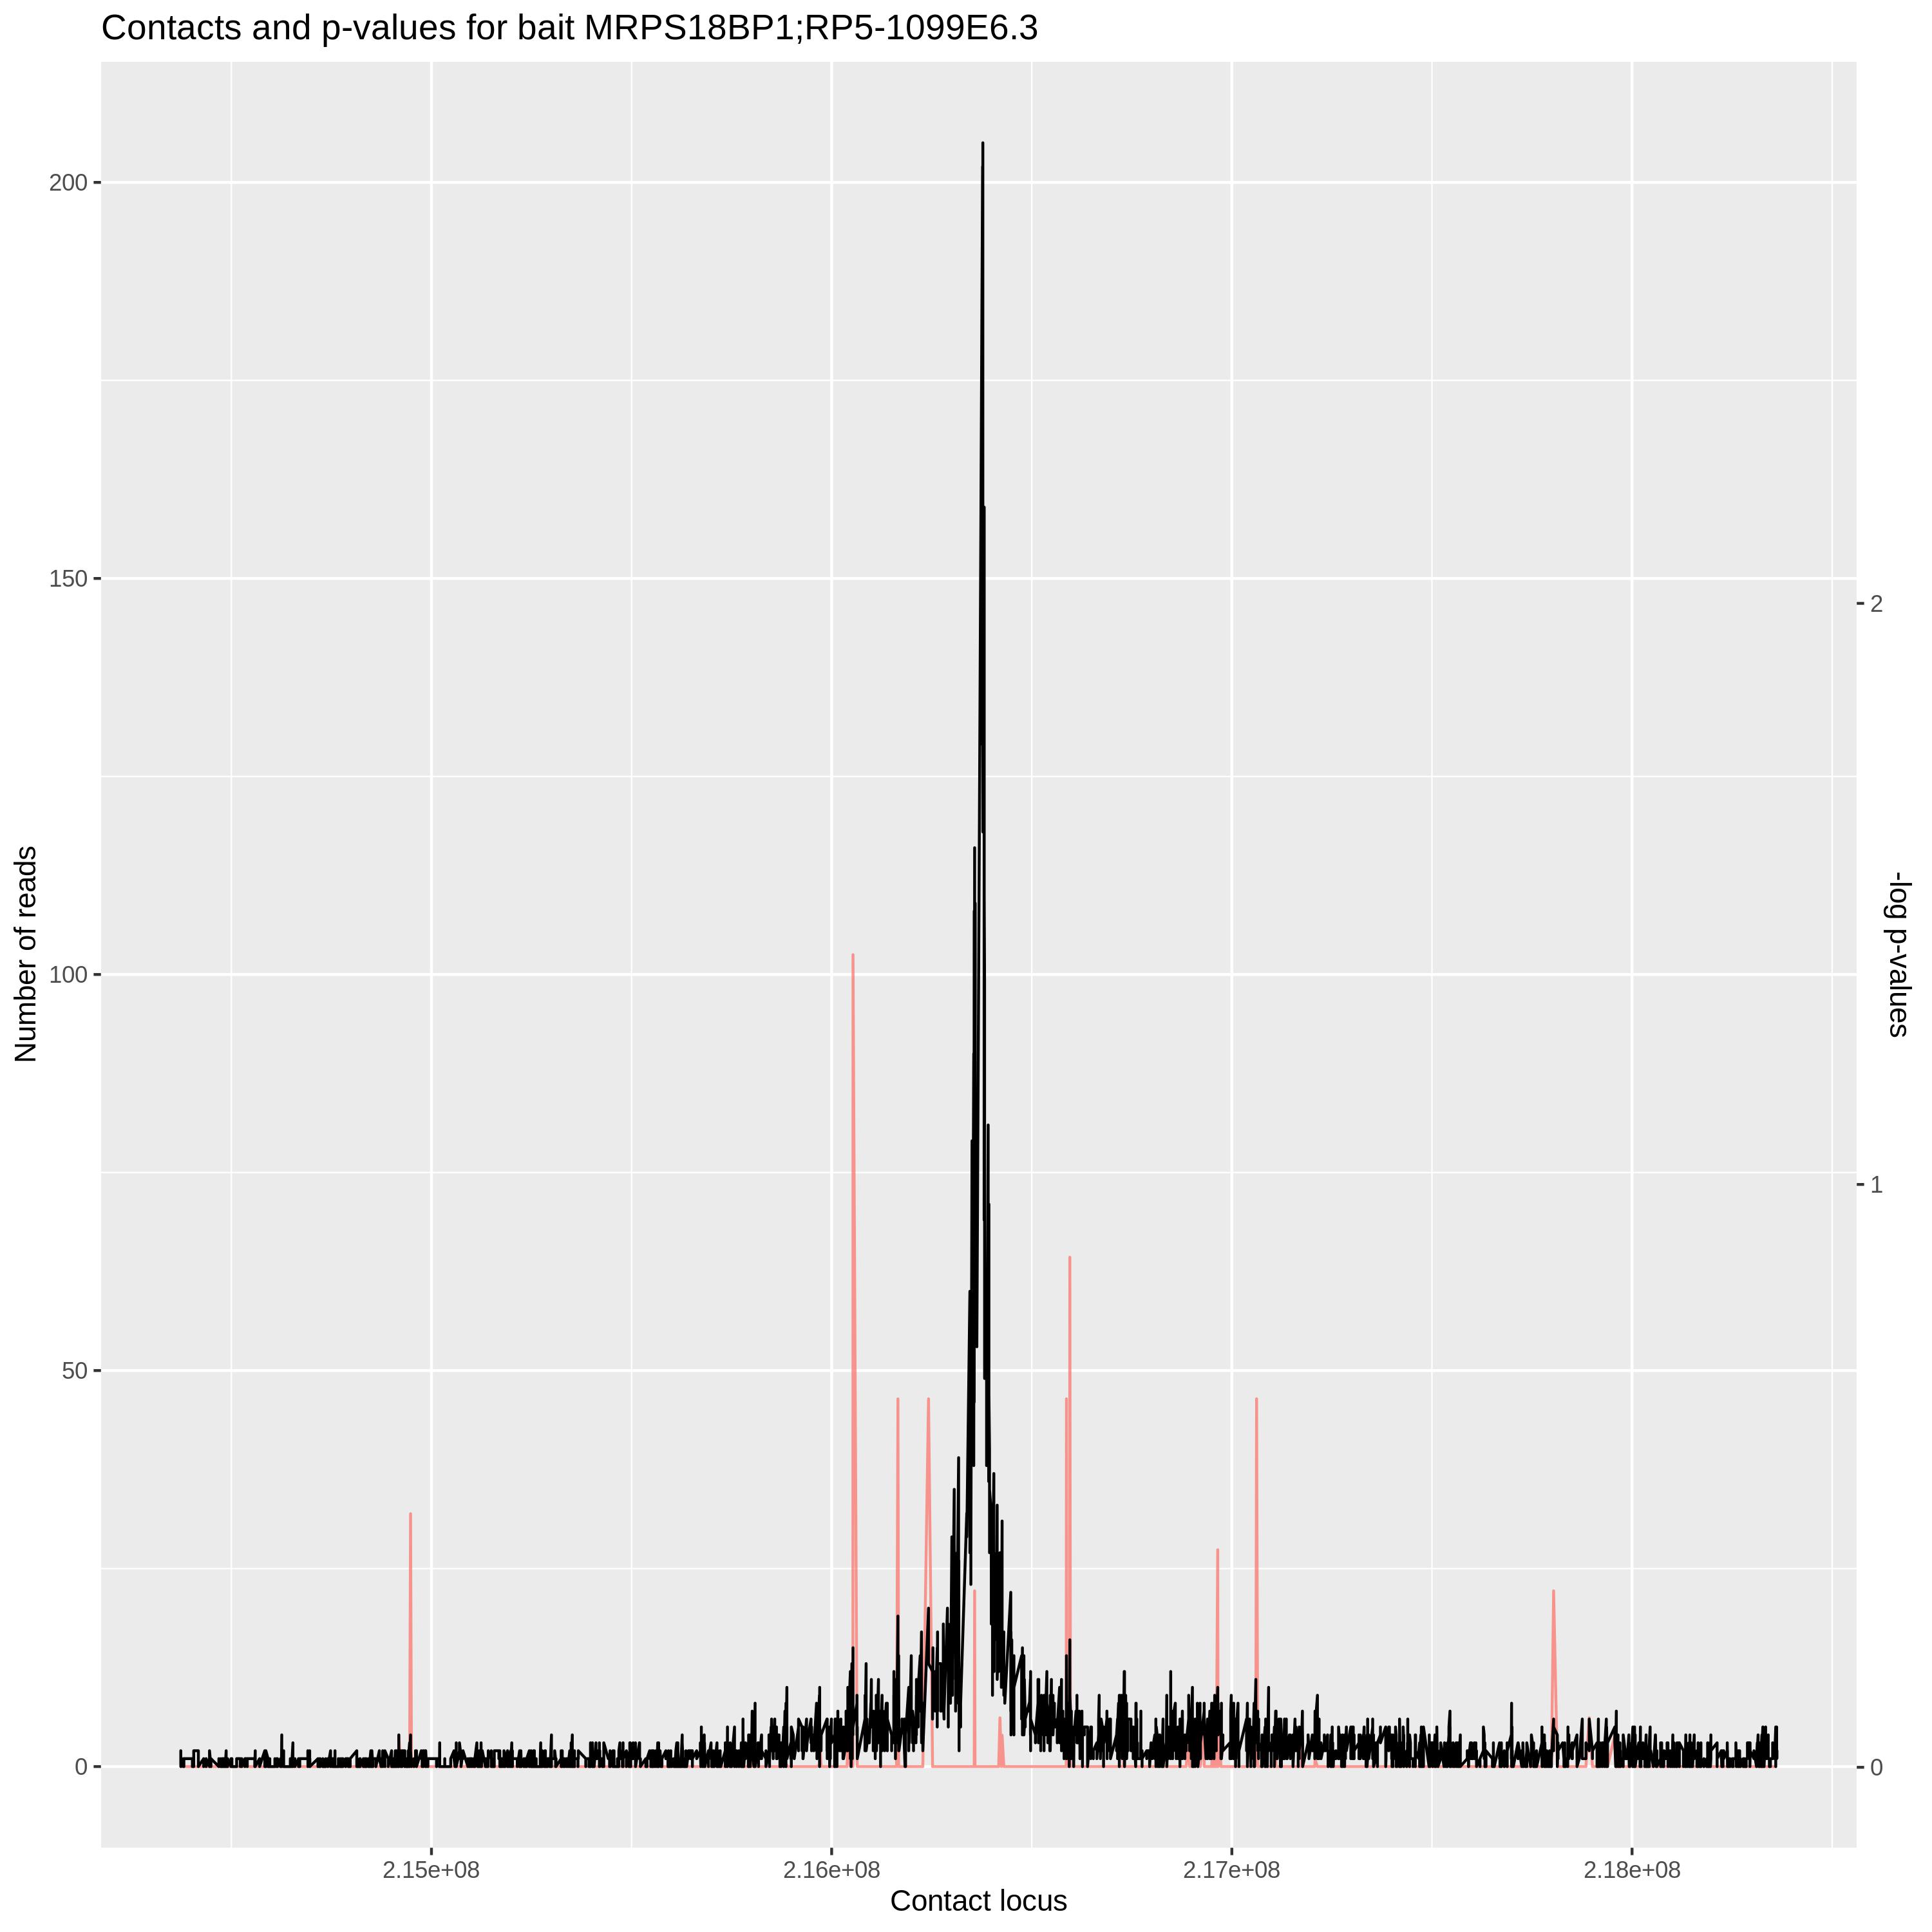 Contacts and p-values for bait MRPS18BP1;RP5-1099E6.3
200
150
100
50
0
Number of reads
2
1
0
-log p-values
2.15e+08
2.16e+08
2.17e+08
2.18e+08
Contact locus